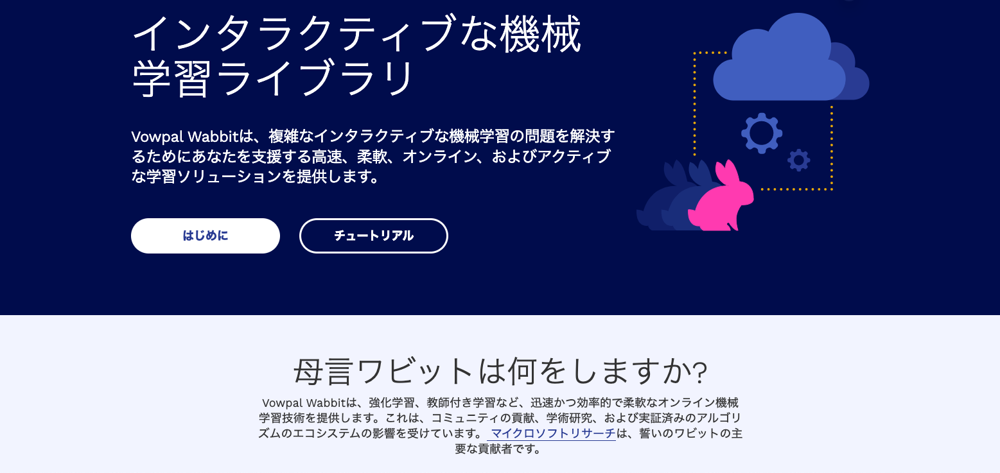 インタラクティブな機械
学習ライブラリ
Vowpal Wabbitは、複雑なインタラクティブな機械学習の問題を解決す
るためにあなたを支援する高速、柔軟、オンライン、およびアクティブ
な学習ソリューションを提供します。
はじめに
チュートリアル
母言ワビットは何をしますか?
Vowpal Wabbitは、強化学習、教師付き学習など、迅速かつ効率的で柔軟なオンライン機械
学習技術を提供します。これは、コミュニティの貢献、学術研究、および実証済みのアルゴリ
ズムのエコシステムの影響を受けています。 マイクロソフトリサーチは、誓いのワビットの主
要な貢献者です。